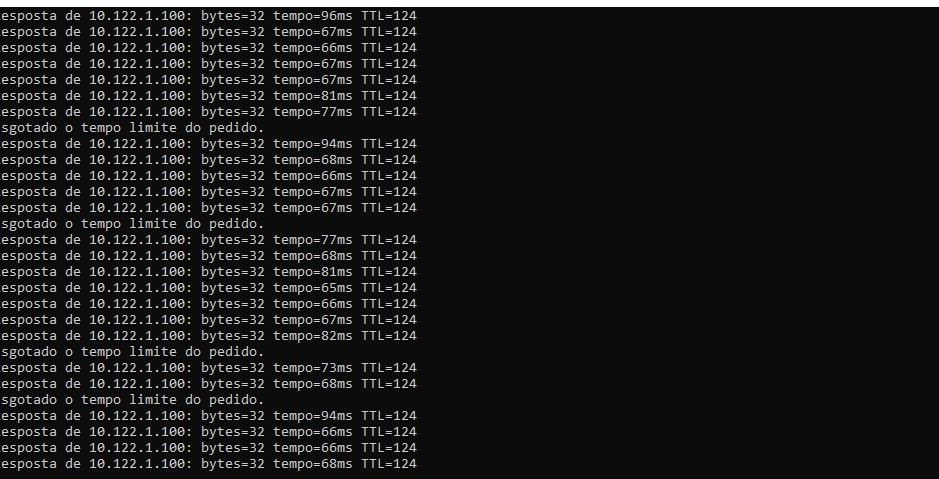 esposta de 10.122.1.100: bytes=32 tempo=96ms TTL=124
esposta de 10.122.1.100: bytes=32 tempo=67ms TTL=124
esposta de 10.122.1.100: bytes=32 tempo=66ms TTL=124
esposta de 10.122.1.100: bytes=32 tempo=67ms TTL=124
esposta de 10.122.1.100: bytes=32 tempo=67ms TTL=124
esposta de 10.122.1.100: bytes=32 tempo=81ms TTL=124
esposta de 10.122.1.100: bytes=32 tempo=77ms TTL=124
sgotado o tempo limite do pedido.
esposta de 10.122.1.100: bytes=32 tempo=94ms TTL=124
esposta de 10.122.1.100: bytes=32 tempo=68ms TTL=124
esposta de 10.122.1.100: bytes=32 tempo=66ms TTL=124
esposta de 10.122.1.100: bytes=32 tempo=67ms TTL=124
esposta de 10.122.1.100: bytes=32 tempo=67ms TTL=124
sgotado o tempo limite do pedido.
esposta de 10.122.1.100: bytes=32 tempo=77ms TTL=124
esposta de 10.122.1.100: bytes=32 tempo=68ms TTL=124
esposta de 10.122.1.100: bytes=32 tempo=81ms TTL=124
esposta de 10.122.1.100: bytes=32 tempo=65ms TTL=124
esposta de 10.122.1.100: bytes=32 tempo=66ms TTL=124
esposta de 10.122.1.100: bytes=32 tempo=67ms TTL=124
esposta de 10.122.1.100: bytes=32 tempo=82ms TTL=124
sgotado o tempo limite do pedido.
esposta de 10.122.1.100: bytes=32 tempo=73ms TTL=124
esposta de 10.122.1.100: bytes=32 tempo=68ms TTL=124
sgotado o tempo limite do pedido.
esposta de 10.122.1.100: bytes=32 tempo=94ms TTL=124
esposta de 10.122.1.100: bytes=32 tempo=66ms TTL=124
esposta de 10.122.1.100: bytes=32 tempo=66ms TTL=124
esposta de 10.122.1.100: bytes=32 tempo=68ms TTL=124